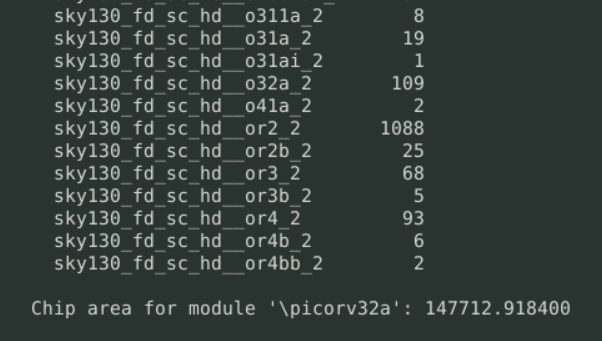 sky130_fd_sc_hd__o311a_2 8
sky130_fd_sc_hd__o31a_2 19
sky130_fd_sc_hd__o31ai_2 1
sky130_fd_sc_hd__o32a_2 109
sky130_fd_sc_hd__o41a_2 2
sky130_fd_sc_hd__or2_2 1088
sky130_fd_sc_hd__or2b_2 25
sky130_fd_sc_hd__or3_2 68
sky130_fd_sc_hd__or3b_2 5
sky130_fd_sc_hd__or4_2 93
sky130_fd_sc_hd__or4b_2 6
sky130_fd_sc_hd__or4bb_2 2
Chip area for module '\picorv32a': 147712.918400